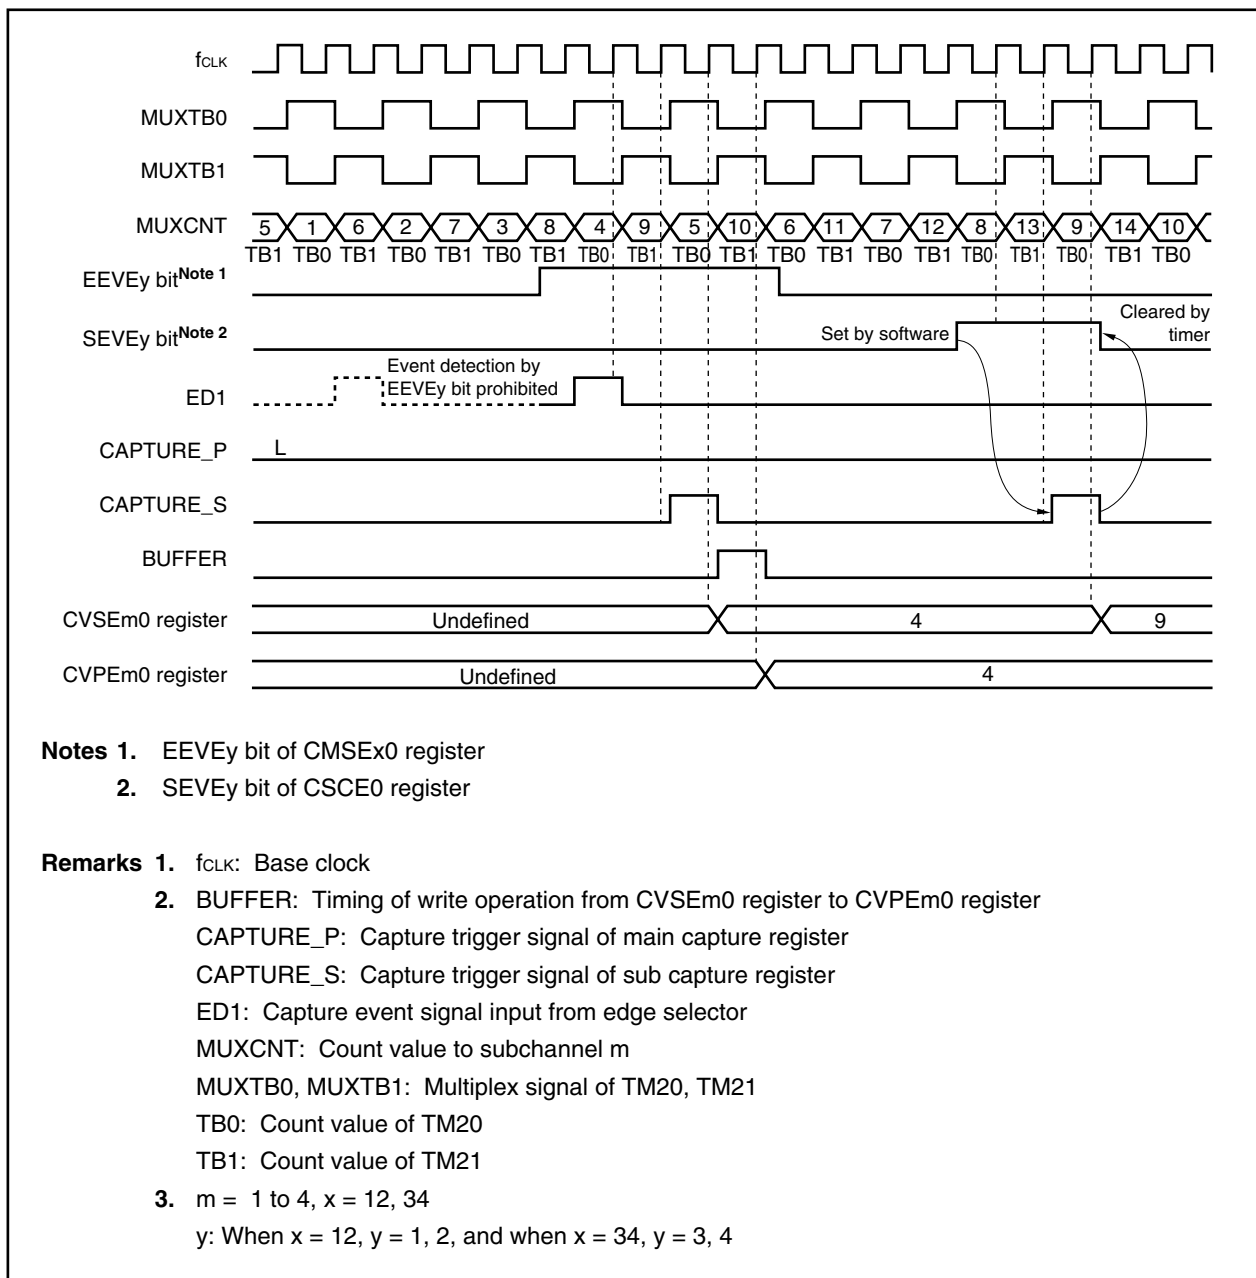 fCLK
MUXTB0
MUXTB1
MUXCNT 5 1 6 2 7 3 8 4 9 5 10 6 11 7 12 8 13 9 14 10
TB1 TB0 TB1 TB0 TB1 TB0 TB1 TB0 TB1 TB0 TB1 TB0 TB1 TB0 TB1 TB0 TB1 TB0 TB1 TB0
EEVEy bitNote 1
SEVEy bitNote 2
Set by software
Cleared by
timer
Event detection by
EEVEy bit prohibited
ED1
CAPTURE_P L
CAPTURE_S
BUFFER
CVSEm0 register Undefined 4 9
CVPEm0 register Undefined 4
Notes 1. EEVEy bit of CMSEx0 register
2. SEVEy bit of CSCE0 register
Remarks 1. fCLK: Base clock
2. BUFFER: Timing of write operation from CVSEm0 register to CVPEm0 register
CAPTURE_P: Capture trigger signal of main capture register
CAPTURE_S: Capture trigger signal of sub capture register
ED1: Capture event signal input from edge selector
MUXCNT: Count value to subchannel m
MUXTB0, MUXTB1: Multiplex signal of TM20, TM21
TB0: Count value of TM20
TB1: Count value of TM21
3. m = 1 to 4, x = 12, 34
y: When x = 12, y = 1, 2, and when x = 34, y = 3, 4